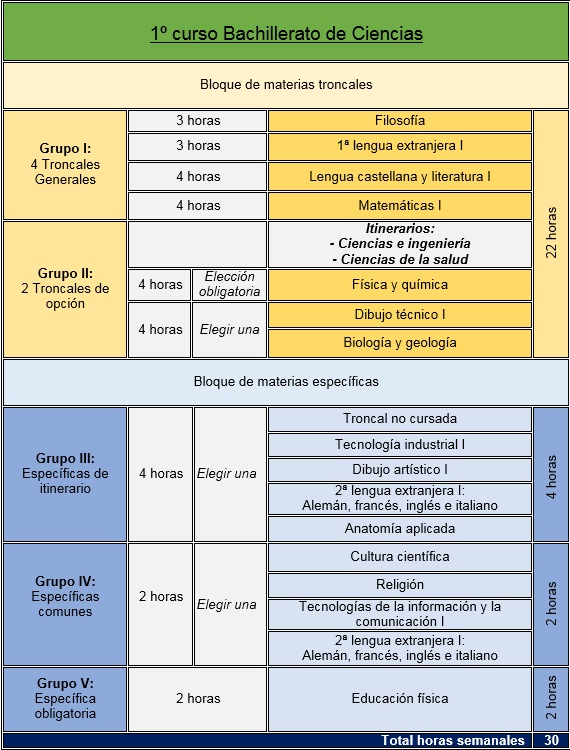 1º curso Bachillerato de Ciencias
Bloque de materias troncales
Grupo I:
4 Troncales
Generales
3 horas
Filosofía
3 horas
1ª lengua extranjera I
4 horas
Lengua castellana y literatura I
4 horas
Matemáticas I
22 horas
Grupo II:
2 Troncales de
opción
Itinerarios:
- Ciencias e ingeniería
- Ciencias de la salud
4 horas
Elección
obligatoria
Física y química
4 horas
Elegir una
Dibujo técnico I
Biología y geología
Bloque de materias específicas
Grupo III:
Específicas de
itinerario
4 horas
Elegir una
Troncal no cursada
Tecnología industrial I
Dibujo artístico I
2ª lengua extranjera I:
Alemán, francés, inglés e italiano
Anatomía aplicada
4 horas
Grupo IV:
Específicas
comunes
2 horas
Elegir una
Cultura científica
Religión
Tecnologías de la información y la
comunicación I
2ª lengua extranjera I:
Alemán, francés, inglés e italiano
2 horas
Grupo V:
Específica
obligatoria
2 horas
Educación física
2 horas
Total horas semanales 30